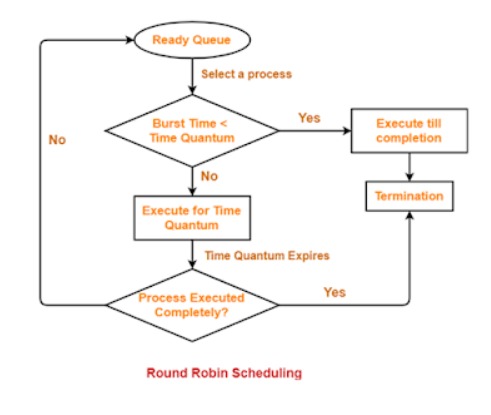 Ready Queue
Select a process
Burst Time <
Time Quantum
Yes
Execute till
completion
No
No
Termination
Execute for Time
Quantum
Time Quantum Expires
Process Executed
Completely?
Yes
Round Robin Scheduling